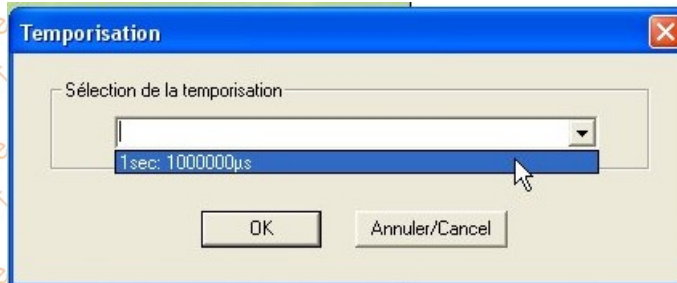 Temporisation
Sélection de la temporisation
1sec: 1000000µs
OK
Annuler/Cancel